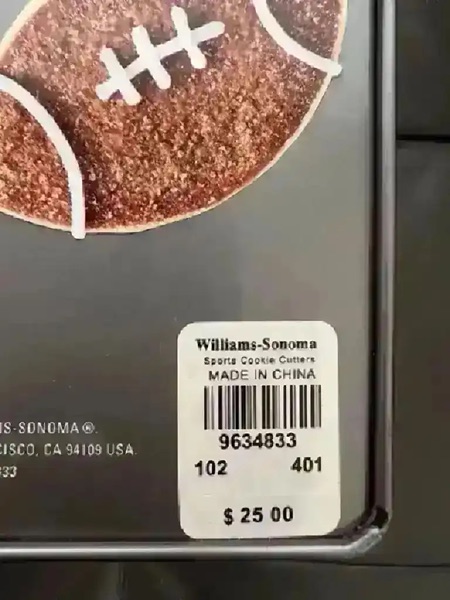 Williams-Sonoma
Sports Cookie Cutters
MADE IN CHINA
9634833
102 401
$ 25 00
IS-SONOMA®.
CISCO, CA 94109 USA.
33